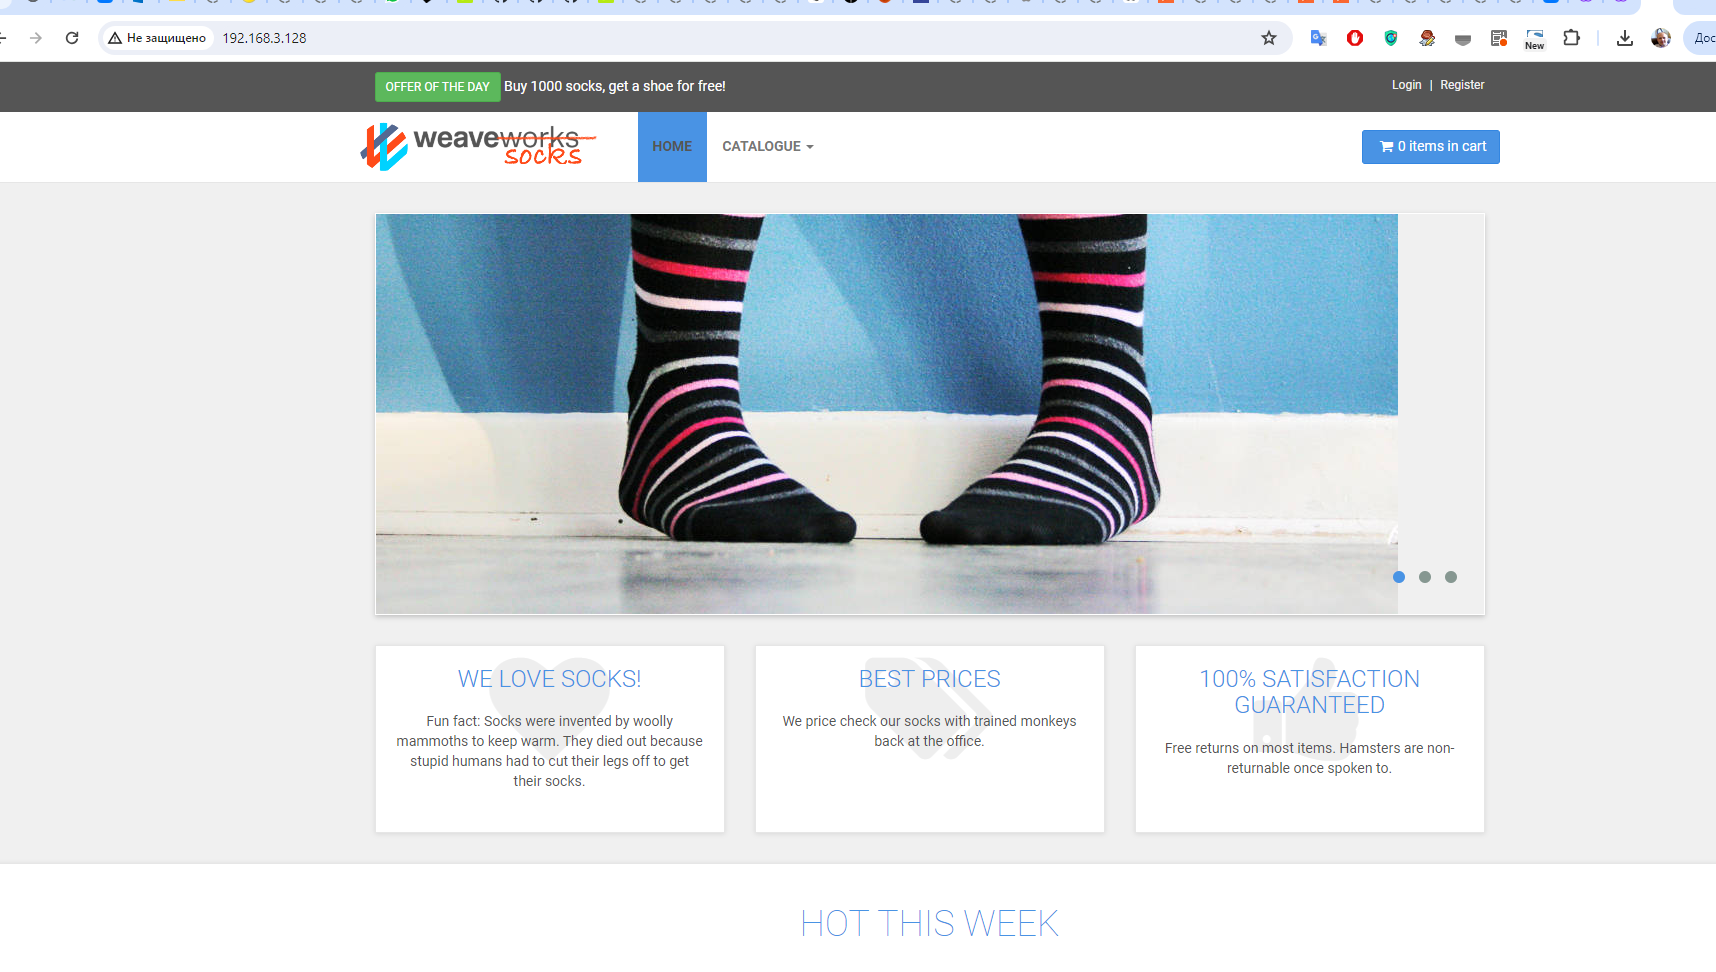 Не защищено
192.168.3.128
New
Дос
OFFER OF THE DAY Buy 1000 socks, get a shoe for free!
Login | Register
weaveworks
socks
HOME
CATALOGUE
0 items in cart
WE LOVE SOCKS!
Fun fact: Socks were invented by woolly
mammoths to keep warm. They died out because
stupid humans had to cut their legs off to get
their socks.
BEST PRICES
We price check our socks with trained monkeys
back at the office.
100% SATISFACTION
GUARANTEED
Free returns on most items. Hamsters are non-
returnable once spoken to.
HOT THIS WEEK